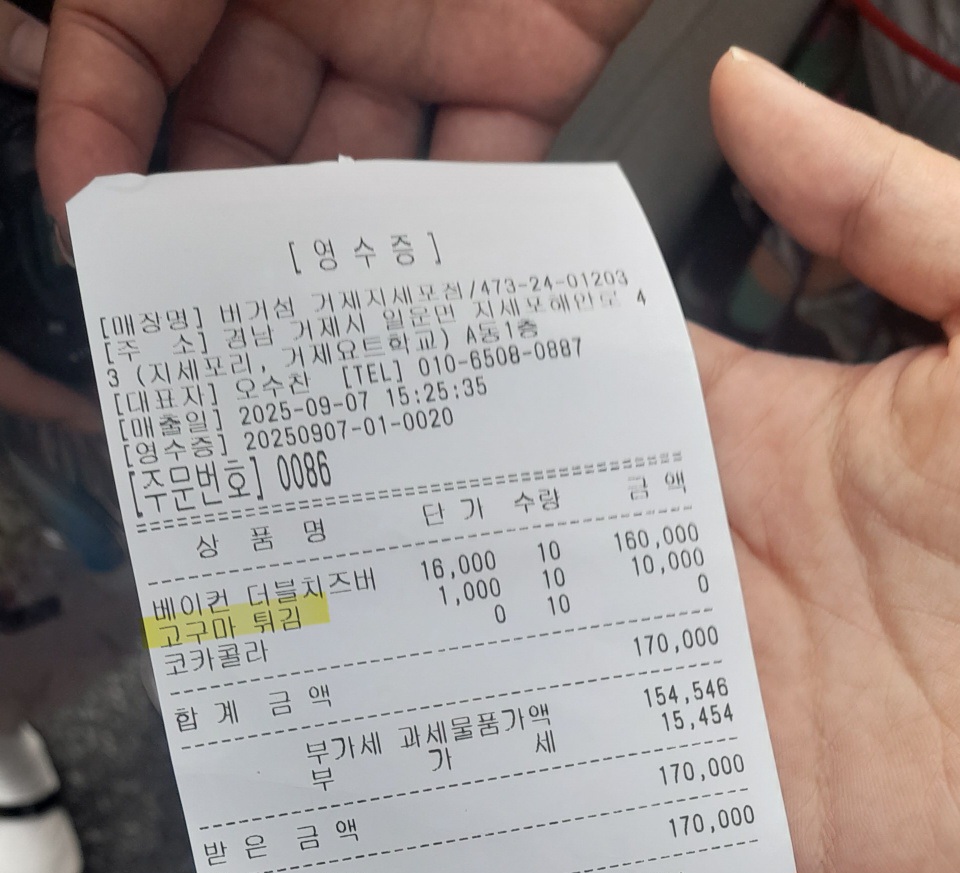 [ 영 수 증 ]
[매장명] 버거섬 거제지세포점/473-24-01203
[주 소] 경남 거제시 일운면 지세포해안로 4
3 (지세포리, 거제요트학교) A동1층
[대표자] 오수찬 [TEL] 010-6508-0887
[매출일] 2025-09-07 15:25:35
[영수증] 20250907-01-0020
[주문번호] 0086
상 품 명 단 가 수량 금 액
베이컨 더블치즈버 16,000 10 160,000
고구마 튀김 1,000 10 10,000
코카콜라 0 10 0
합 계 금 액 170,000
부가세 과세물품가액 154,546
부 가 세 15,454
170,000
받 은 금 액 170,000